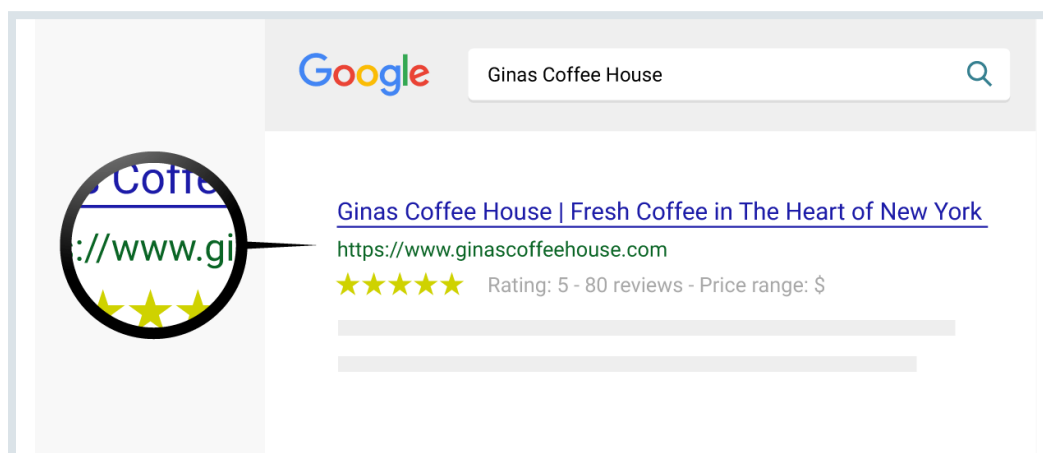 Google
Ginas Coffee House
s Coffe
://www.gi
Ginas Coffee House | Fresh Coffee in The Heart of New York
https://www.ginascoffeehouse.com
Rating: 5 - 80 reviews - Price range: $